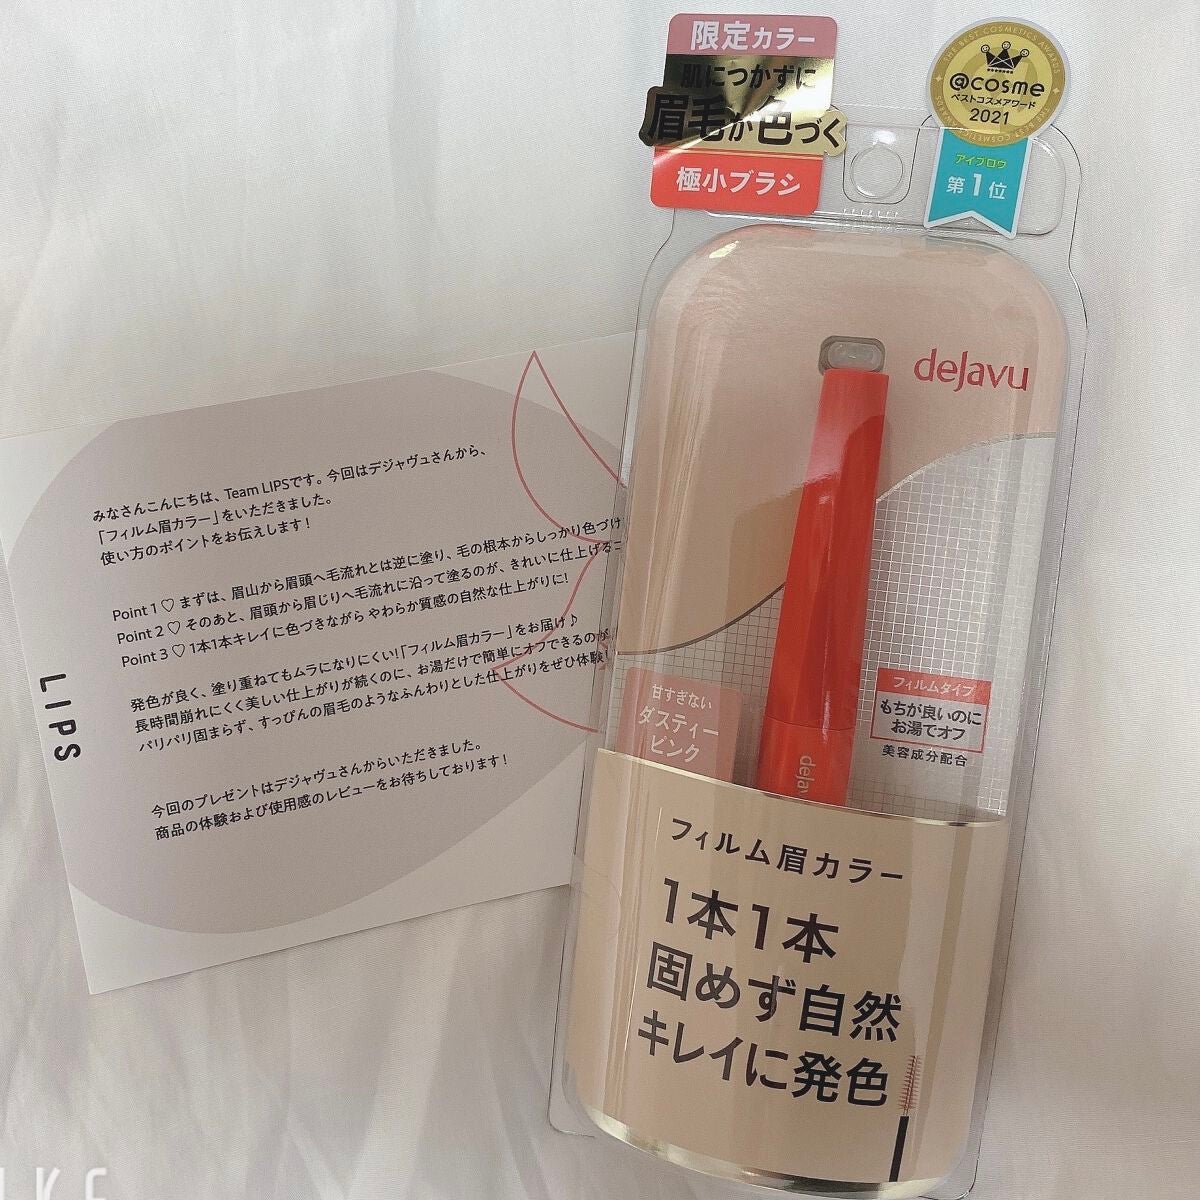 限定カラー
肌につかずに
眉毛が色づく
極小ブラシ
THE BEST COSMETICS AWARDS
@cosme
ベストコスメアワード
2021
アイブロウ
第1位
dejavu
みなさんこんにちは、Team LIPSです。今回はデジャヴュさんから、
「フィルム眉カラー」をいただきました。
使い方のポイントをお伝えします！
Point 1 ♡ まずは、眉山から眉頭へ毛流れとは逆に塗り、毛の根本からしっかり色づけ
Point 2 ♡ そのあと、眉頭から眉じりへ毛流れに沿って塗るのが、きれいに仕上げるコ
Point 3 ♡ 1本1本キレイに色づきながら やわらか質感の自然な仕上がりに!
発色が良く、塗り重ねてもムラになりにくい!「フィルム眉カラー」をお届け♪
長時間崩れにくく美しい仕上がりが続くのに、お湯だけで簡単にオフできるのが
パリパリ固まらず、すっぴんの眉毛のようなふんわりとした仕上がりをぜひ体験!
今回のプレゼントはデジャヴュさんからいただきました。
商品の体験および使用感のレビューをお待ちしております！
LIPS
甘すぎない
ダスティー
ピンク
フィルムタイプ
もちが良いのに
お湯でオフ
美容成分配合
dejav
フィルム眉カラー
1本1本
固めず自然
キレイに発色